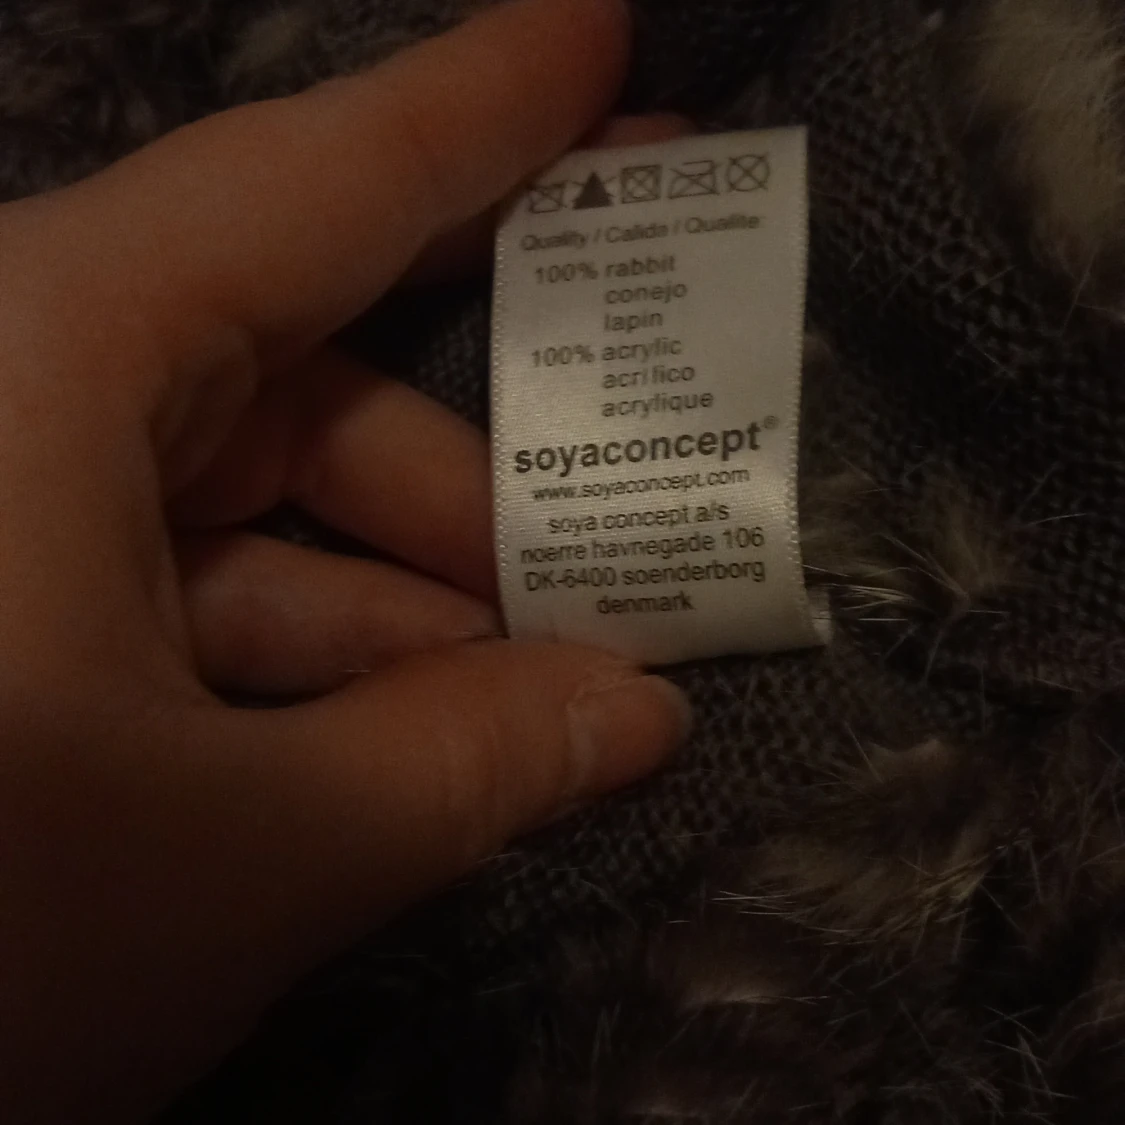 Quality / Calida / Qualite:
100% rabbit
conejo
lapin
100% acrylic
acrilico
acrylique
soyaconcept®
www.soyaconcept.com
soya concept a/s
noerre havnegade 106
DK-6400 soenderborg
denmark